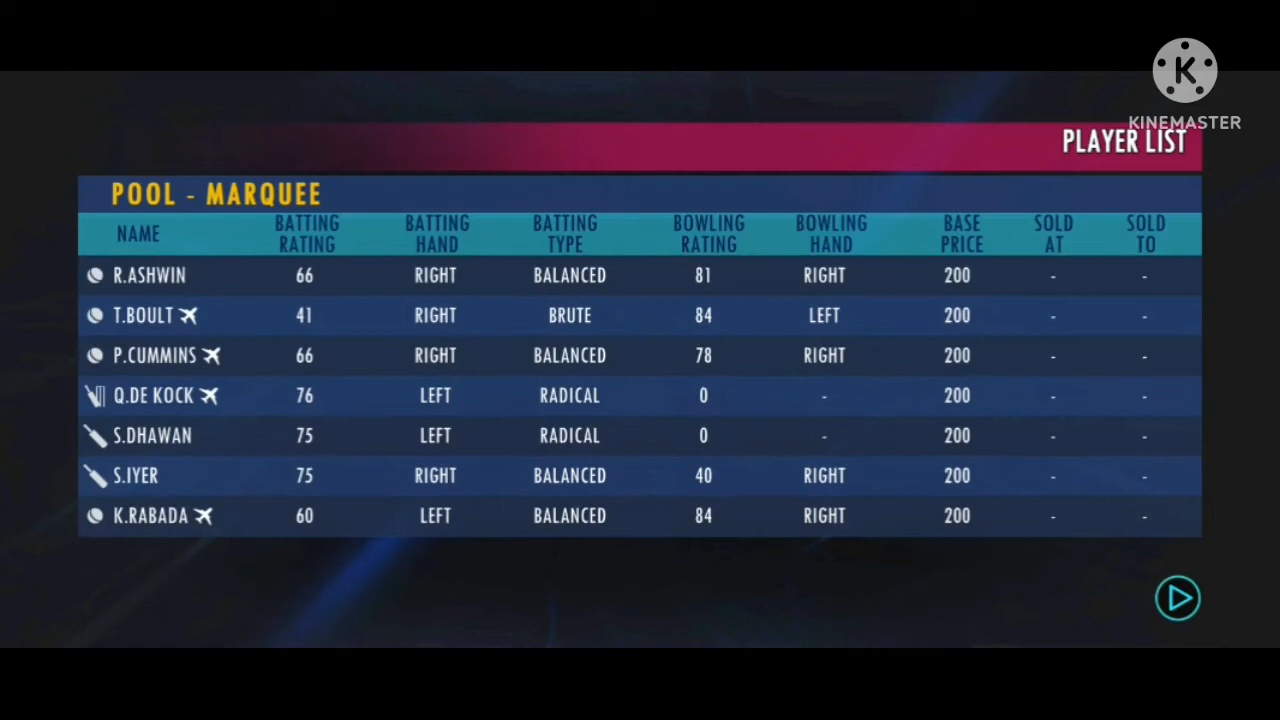 K
KINEMASTER
PLAYER LIST
POOL - MARQUEE
NAME BATTING RATING BATTING HAND BATTING TYPE BOWLING RATING BOWLING HAND BASE PRICE SOLD AT SOLD TO
R.ASHWIN 66 RIGHT BALANCED 81 RIGHT 200 - -
T.BOULT 41 RIGHT BRUTE 84 LEFT 200 - -
P.CUMMINS 66 RIGHT BALANCED 78 RIGHT 200 - -
Q.DE KOCK 76 LEFT RADICAL 0 - 200 - -
S.DHAWAN 75 LEFT RADICAL 0 - 200 - -
S.IYER 75 RIGHT BALANCED 40 RIGHT 200 - -
K.RABADA 60 LEFT BALANCED 84 RIGHT 200 - -